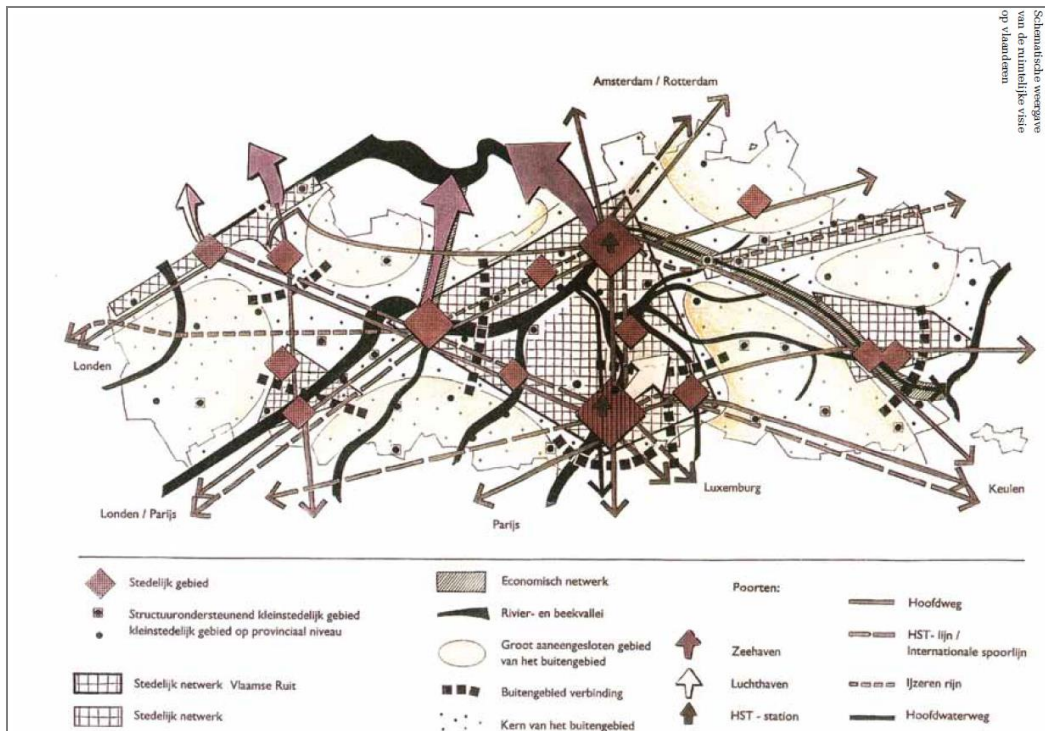 Schematische weergave
van de ruimtelijke visie
op vlaanderen
Amsterdam / Rotterdam
Londen
Londen / Parijs
Parijs
Luxemburg
Keulen
Stedelijk gebied
Structuurondersteunend kleinstedelijk gebied
kleinstedelijk gebied op provinciaal niveau
Stedelijk netwerk Vlaamse Ruit
Stedelijk netwerk
Economisch netwerk
Rivier- en beekvallei
Groot aaneengesloten gebied
van het buitengebied
Buitengebied verbinding
Kern van het buitengebied
Poorten:
Zeehaven
Luchthaven
HST - station
Hoofdweg
HST- lijn /
Internationale spoorlijn
IJzeren rijn
Hoofdwaterweg